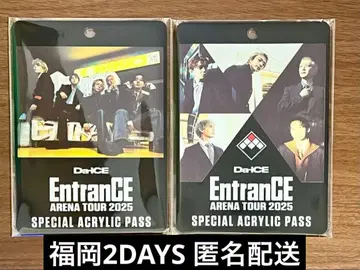 Da-iCE
EntranCE
ARENA TOUR 2025
SPECIAL ACRYLIC PASS
Da-iCE
EntranCE
ARENA TOUR 2025
SPECIAL ACRYLIC PASS
福岡2DAYS 匿名配送